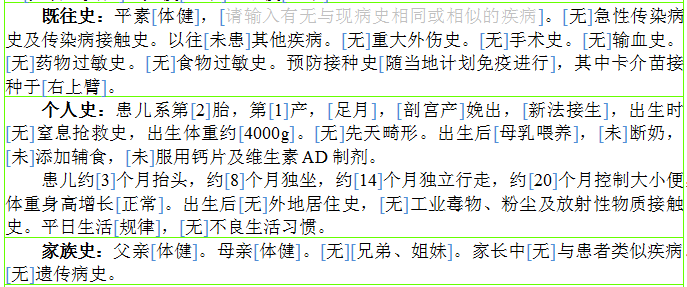 既往史：平素[体健]，[请输入有无与现病史相同或相似的疾病]。[无]急性传染病
史及传染病接触史。以往[未患]其他疾病。[无]重大外伤史。[无]手术史。[无]输血史。
[无]药物过敏史。[无]食物过敏史。预防接种史[随当地计划免疫进行]，其中卡介苗接
种于[右上臂]。
个人史：患儿系第[2]胎，第[1]产，[足月]，[剖宫产]娩出，[新法接生]，出生时
[无]窒息抢救史，出生体重约[4000g]。[无]先天畸形。出生后[母乳喂养]，[未]断奶，
[未]添加辅食，[未]服用钙片及维生素 AD 制剂。
患儿约[3]个月抬头，约[8]个月独坐，约[14]个月独立行走，约[20]个月控制大小便，
体重身高增长[正常]。出生后[无]外地居住史，[无]工业毒物、粉尘及放射性物质接触
史。平日生活[规律]，[无]不良生活习惯。
家族史：父亲[体健]。母亲[体健]。[无][兄弟、姐妹]。家长中[无]与患者类似疾病，
[无]遗传病史。